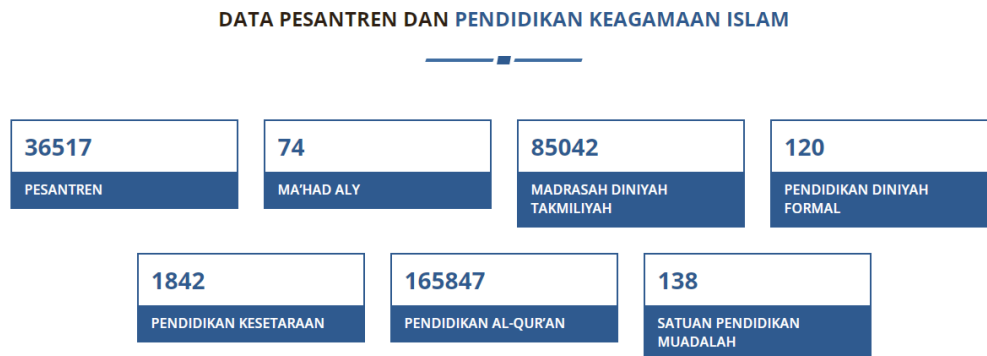 DATA PESANTREN DAN PENDIDIKAN KEAGAMAAN ISLAM
36517
PESANTREN
74
MA'HAD ALY
85042
MADRASAH DINIYAH
TAKMILIYAH
120
PENDIDIKAN DINIYAH
FORMAL
1842
PENDIDIKAN KESETARAAN
165847
PENDIDIKAN AL-QUR'AN
138
SATUAN PENDIDIKAN
MUADALAH